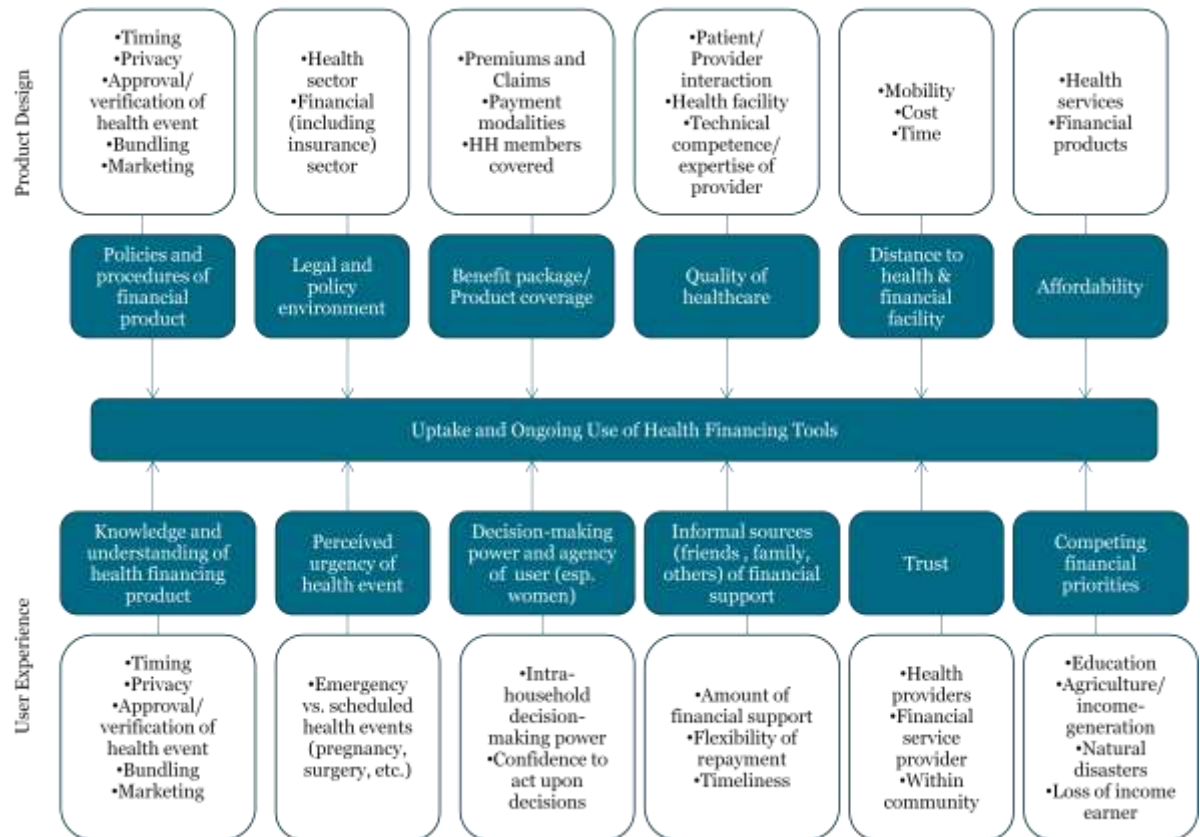 Product Design
•Timing
•Privacy
•Approval/
verification of
health event
•Bundling
•Marketing
•Health
sector
•Financial
(including
insurance)
sector
•Premiums and
Claims
•Payment
modalities
•HH members
covered
•Patient/
Provider
interaction
•Health facility
•Technical
competence/
expertise of
provider
•Mobility
•Cost
•Time
•Health
services
•Financial
products
Policies and
procedures of
financial
product
Legal and
policy
environment
Benefit package/
Product coverage
Quality of
healthcare
Distance to
health &
financial
facility
Affordability
Uptake and Ongoing Use of Health Financing Tools
User Experience
Knowledge and
understanding of
health financing
product
Perceived
urgency of
health event
Decision-making
power and agency
of user (esp.
women)
Informal sources
(friends , family,
others) of financial
support
Trust
Competing
financial
priorities
•Timing
•Privacy
•Approval/
verification of
health event
•Bundling
•Marketing
•Emergency
vs. scheduled
health events
(pregnancy,
surgery, etc.)
•Intra-
household
decision-
making power
•Confidence to
act upon
decisions
•Amount of
financial support
•Flexibility of
repayment
•Timeliness
•Health
providers
•Financial
service
provider
•Within
community
•Education
•Agriculture/
income-
generation
•Natural
disasters
•Loss of income
earner